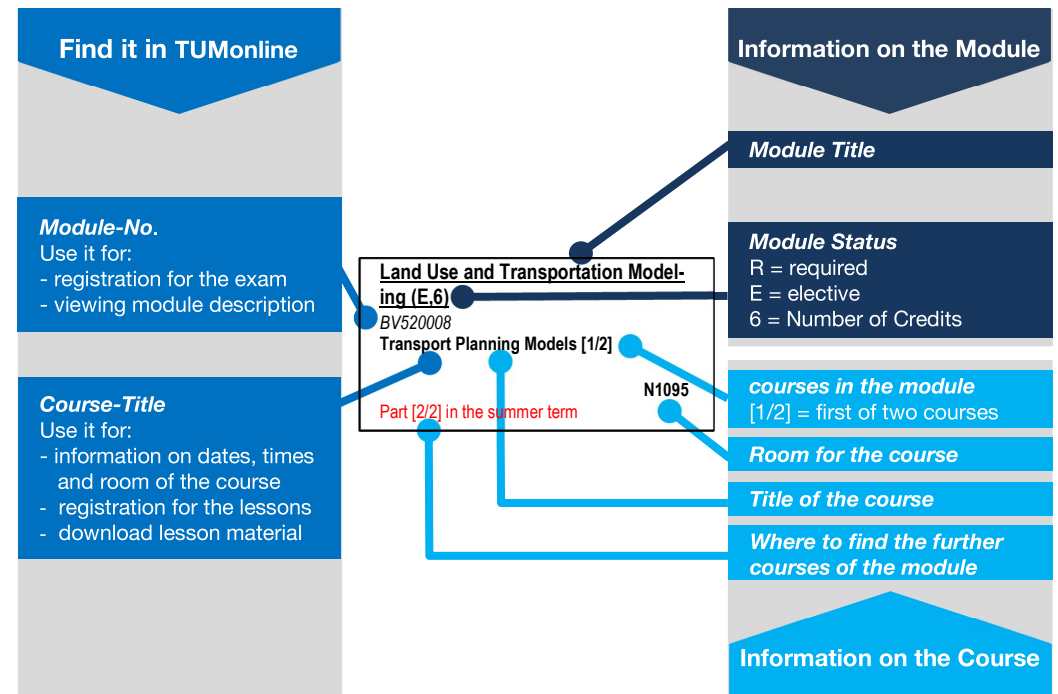 Find it in TUMonline
Module-No.
Use it for:
- registration for the exam
- viewing module description
Course-Title
Use it for:
- information on dates, times
and room of the course
- registration for the lessons
- download lesson material
Land Use and Transportation Model-
ing (E,6)
BV520008
Transport Planning Models [1/2]
N1095
Part [2/2] in the summer term
Information on the Module
Module Title
Module Status
R = required
E = elective
6 = Number of Credits
courses in the module
[1/2] = first of two courses
Room for the course
Title of the course
Where to find the further
courses of the module
Information on the Course